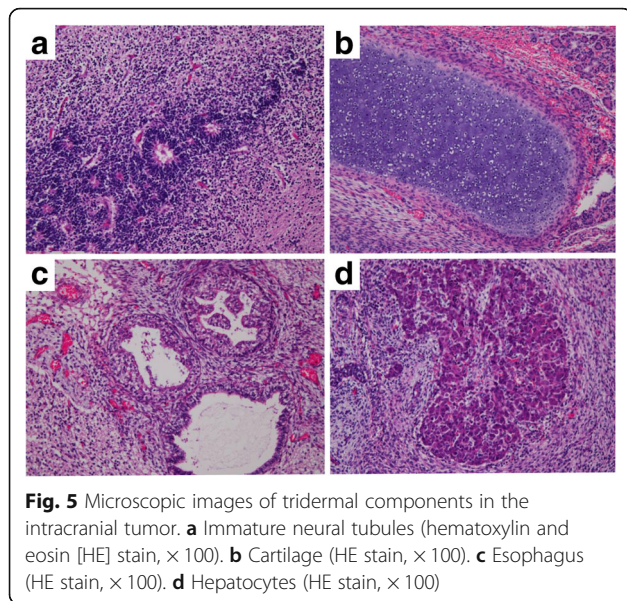 a
b
c
d
Fig. 5 Microscopic images of tridermal components in the
intracranial tumor. a Immature neural tubules (hematoxylin and
eosin [HE] stain, × 100). b Cartilage (HE stain, × 100). c Esophagus
(HE stain, × 100). d Hepatocytes (HE stain, × 100)